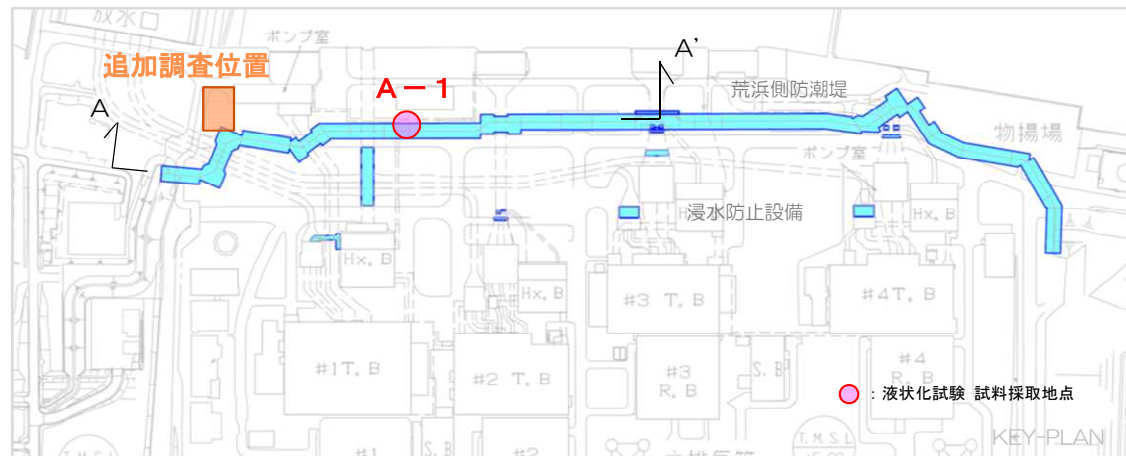 放水口
ポンプ室
追加調査位置
A
A－1
A’
荒浜側防潮堤
物揚場
ポンプ室
浸水防止設備
Hx. B
Hx. B
Hx. B
#3 T. B
#4T. B
#1T. B
#2 T. B
#3
R. B
S. B
#4
R. B
：液状化試験 試料採取地点
KEY-PLAN
#1
S. B
#2
T. M. S. L
T. M. S. L